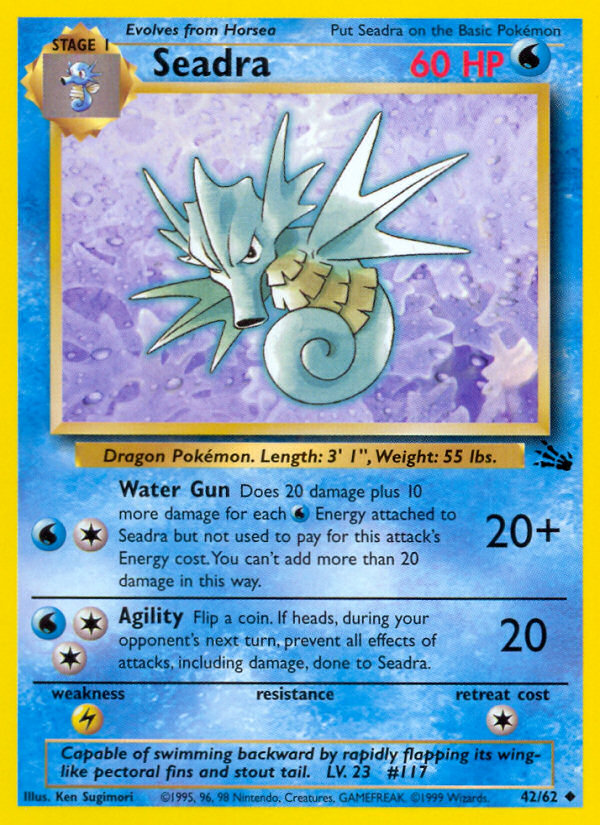 Evolves from Horsea
Put Seadra on the Basic Pokémon
STAGE 1
Seadra
60 HP
Dragon Pokémon. Length: 3' 1", Weight: 55 lbs.
Water Gun Does 20 damage plus 10
more damage for each Energy attached to
Seadra but not used to pay for this attack's
Energy cost. You can't add more than 20
damage in this way.
20+
Agility Flip a coin. If heads, during your
opponent's next turn, prevent all effects of
attacks, including damage, done to Seadra.
20
weakness
resistance
retreat cost
Capable of swimming backward by rapidly flapping its wing-
like pectoral fins and stout tail. LV. 23 #117
Illus. Ken Sugimori ©1995, 96, 98 Nintendo, Creatures, GAMEFREAK. ©1999 Wizards. 42/62